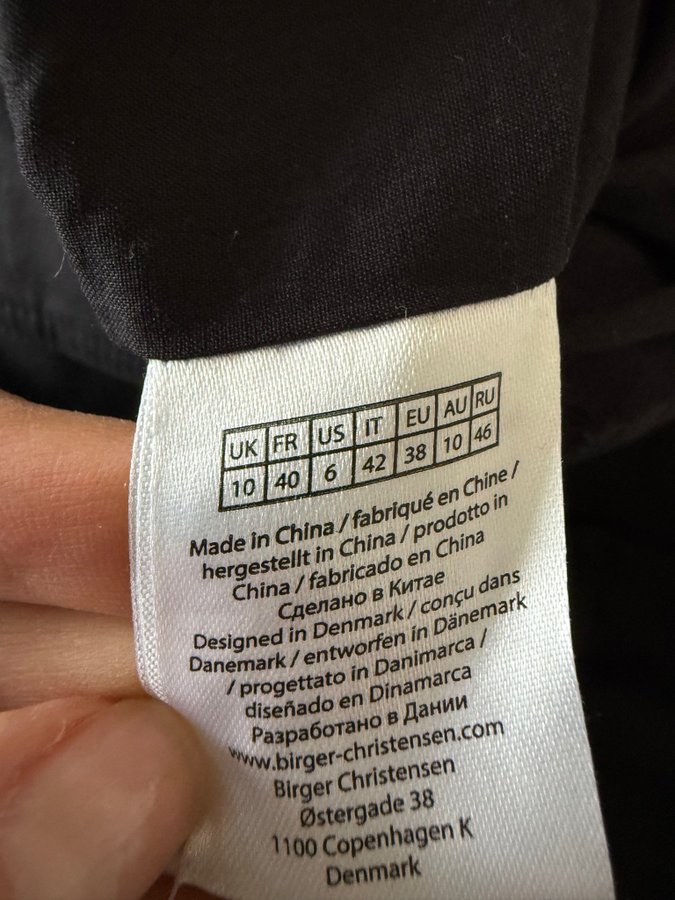 UK FR US IT EU AU RU
10 40 6 42 38 10 46
Made in China / fabriqué en Chine /
hergestellt in China / prodotto in
China / fabricado en China
Сделано в Китае
Designed in Denmark / conçu dans
Danemark / entworfen in Dänemark
/ progettato in Danimarca /
diseñado en Dinamarca
Разработано в Дании
www.birger-christensen.com
Birger Christensen
Østergade 38
1100 Copenhagen K
Denmark